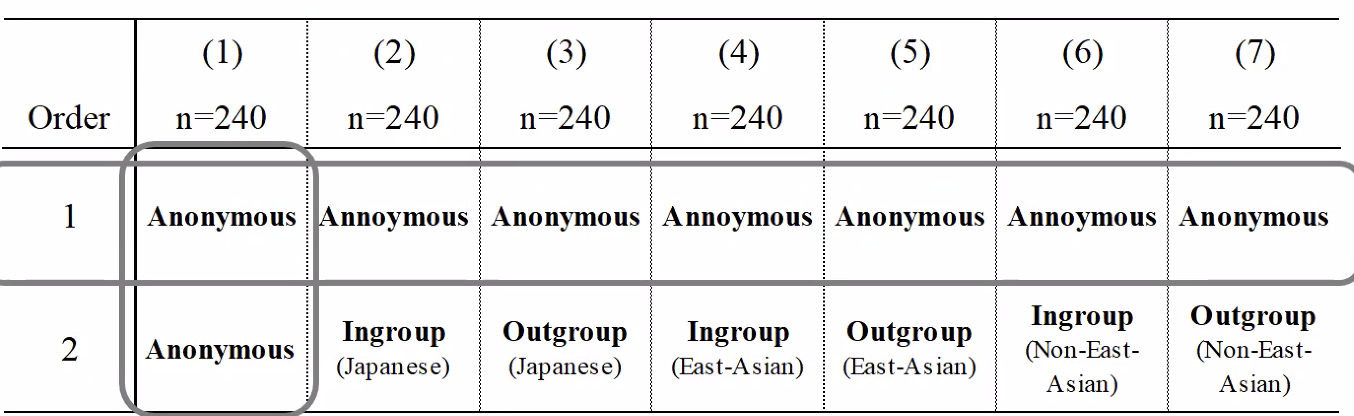 (1) (2) (3) (4) (5) (6) (7)
Order n=240 n=240 n=240 n=240 n=240 n=240 n=240
1 Anonymous Annoymous Anonymous Annoymous Anonymous Annoymous Anonymous
2 Anonymous Ingroup (Japanese) Outgroup (Japanese) Ingroup (East-Asian) Outgroup (East-Asian) Ingroup (Non-East-Asian) Outgroup (Non-East-Asian)